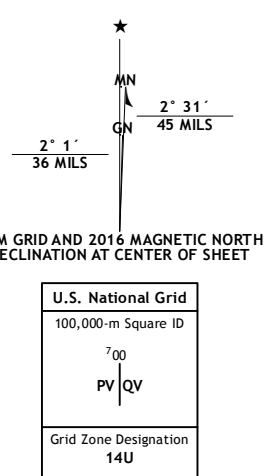 ★
MN
2° 31´
45 MILS
GN
2° 1´
36 MILS
M GRID AND 2016 MAGNETIC NORTH
ECLINATION AT CENTER OF SHEET
U.S. National Grid
100,000-m Square ID
700
PV QV
Grid Zone Designation
14U